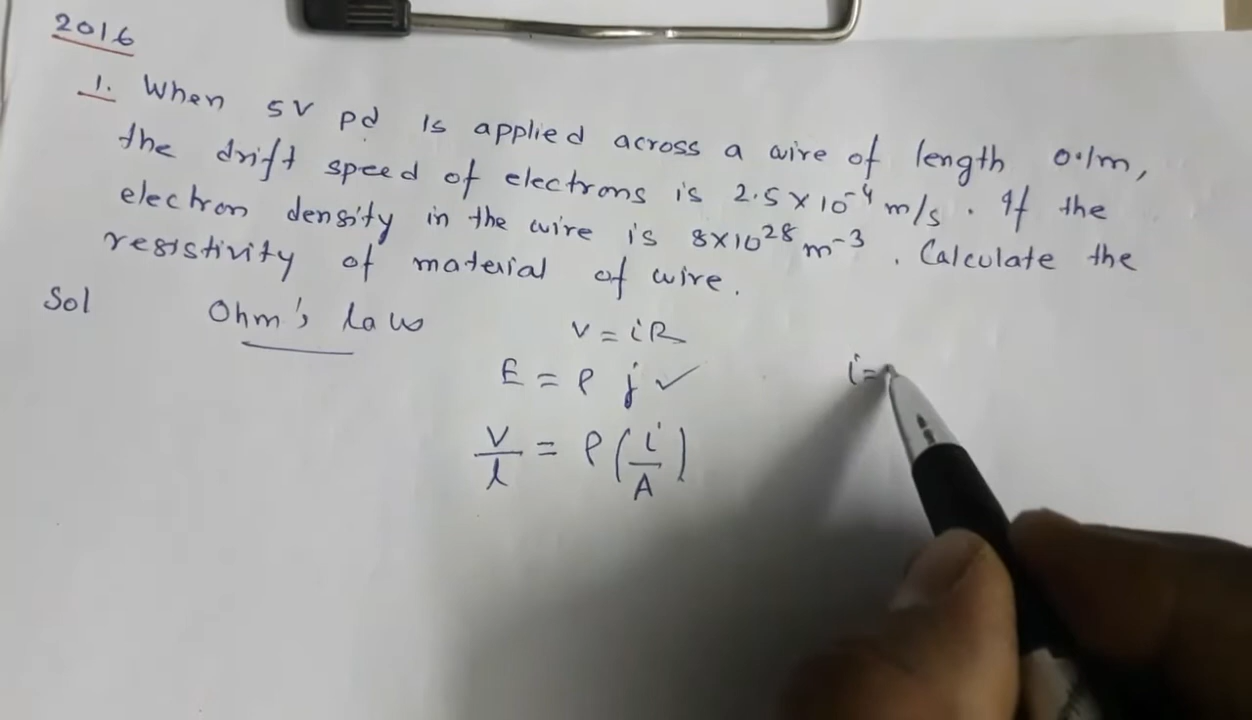 2016
1. When 5V pd is applied across a wire of length 0.1m,
the drift speed of electrons is 2.5×10⁻⁴ m/s. If the
electron density in the wire is 8×10²⁸ m⁻³. Calculate the
resistivity of material of wire.
Sol Ohm's law V = iR
E = ρ j ✓ i =
V/l = ρ(i/A)